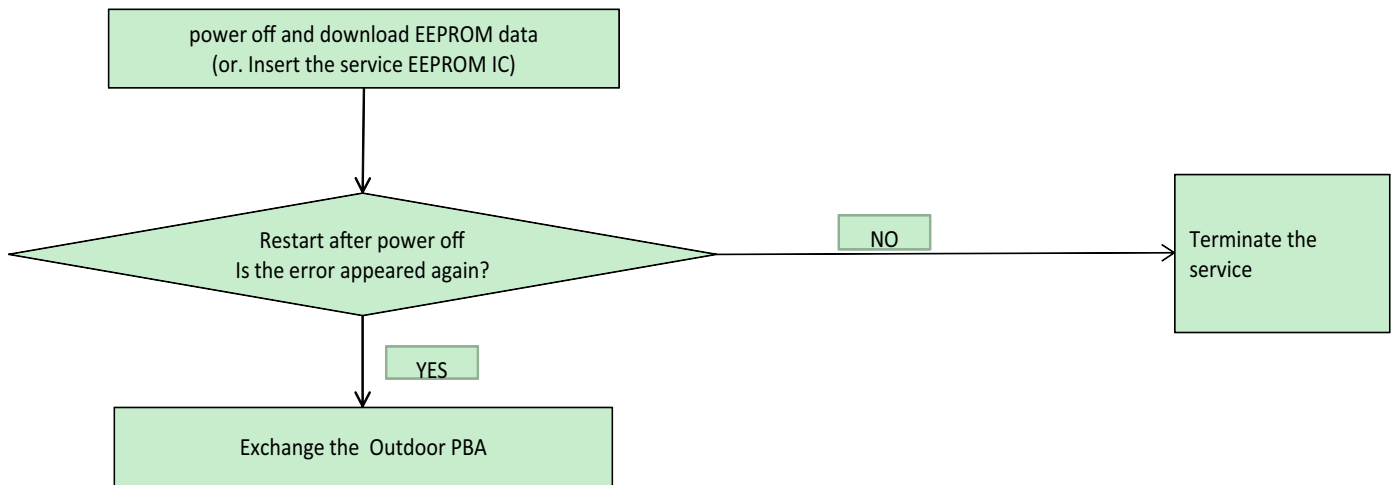 power off and download EEPROM data
(or. Insert the service EEPROM IC)
Restart after power off
Is the error appeared again?
NO
Terminate the
service
YES
Exchange the Outdoor PBA